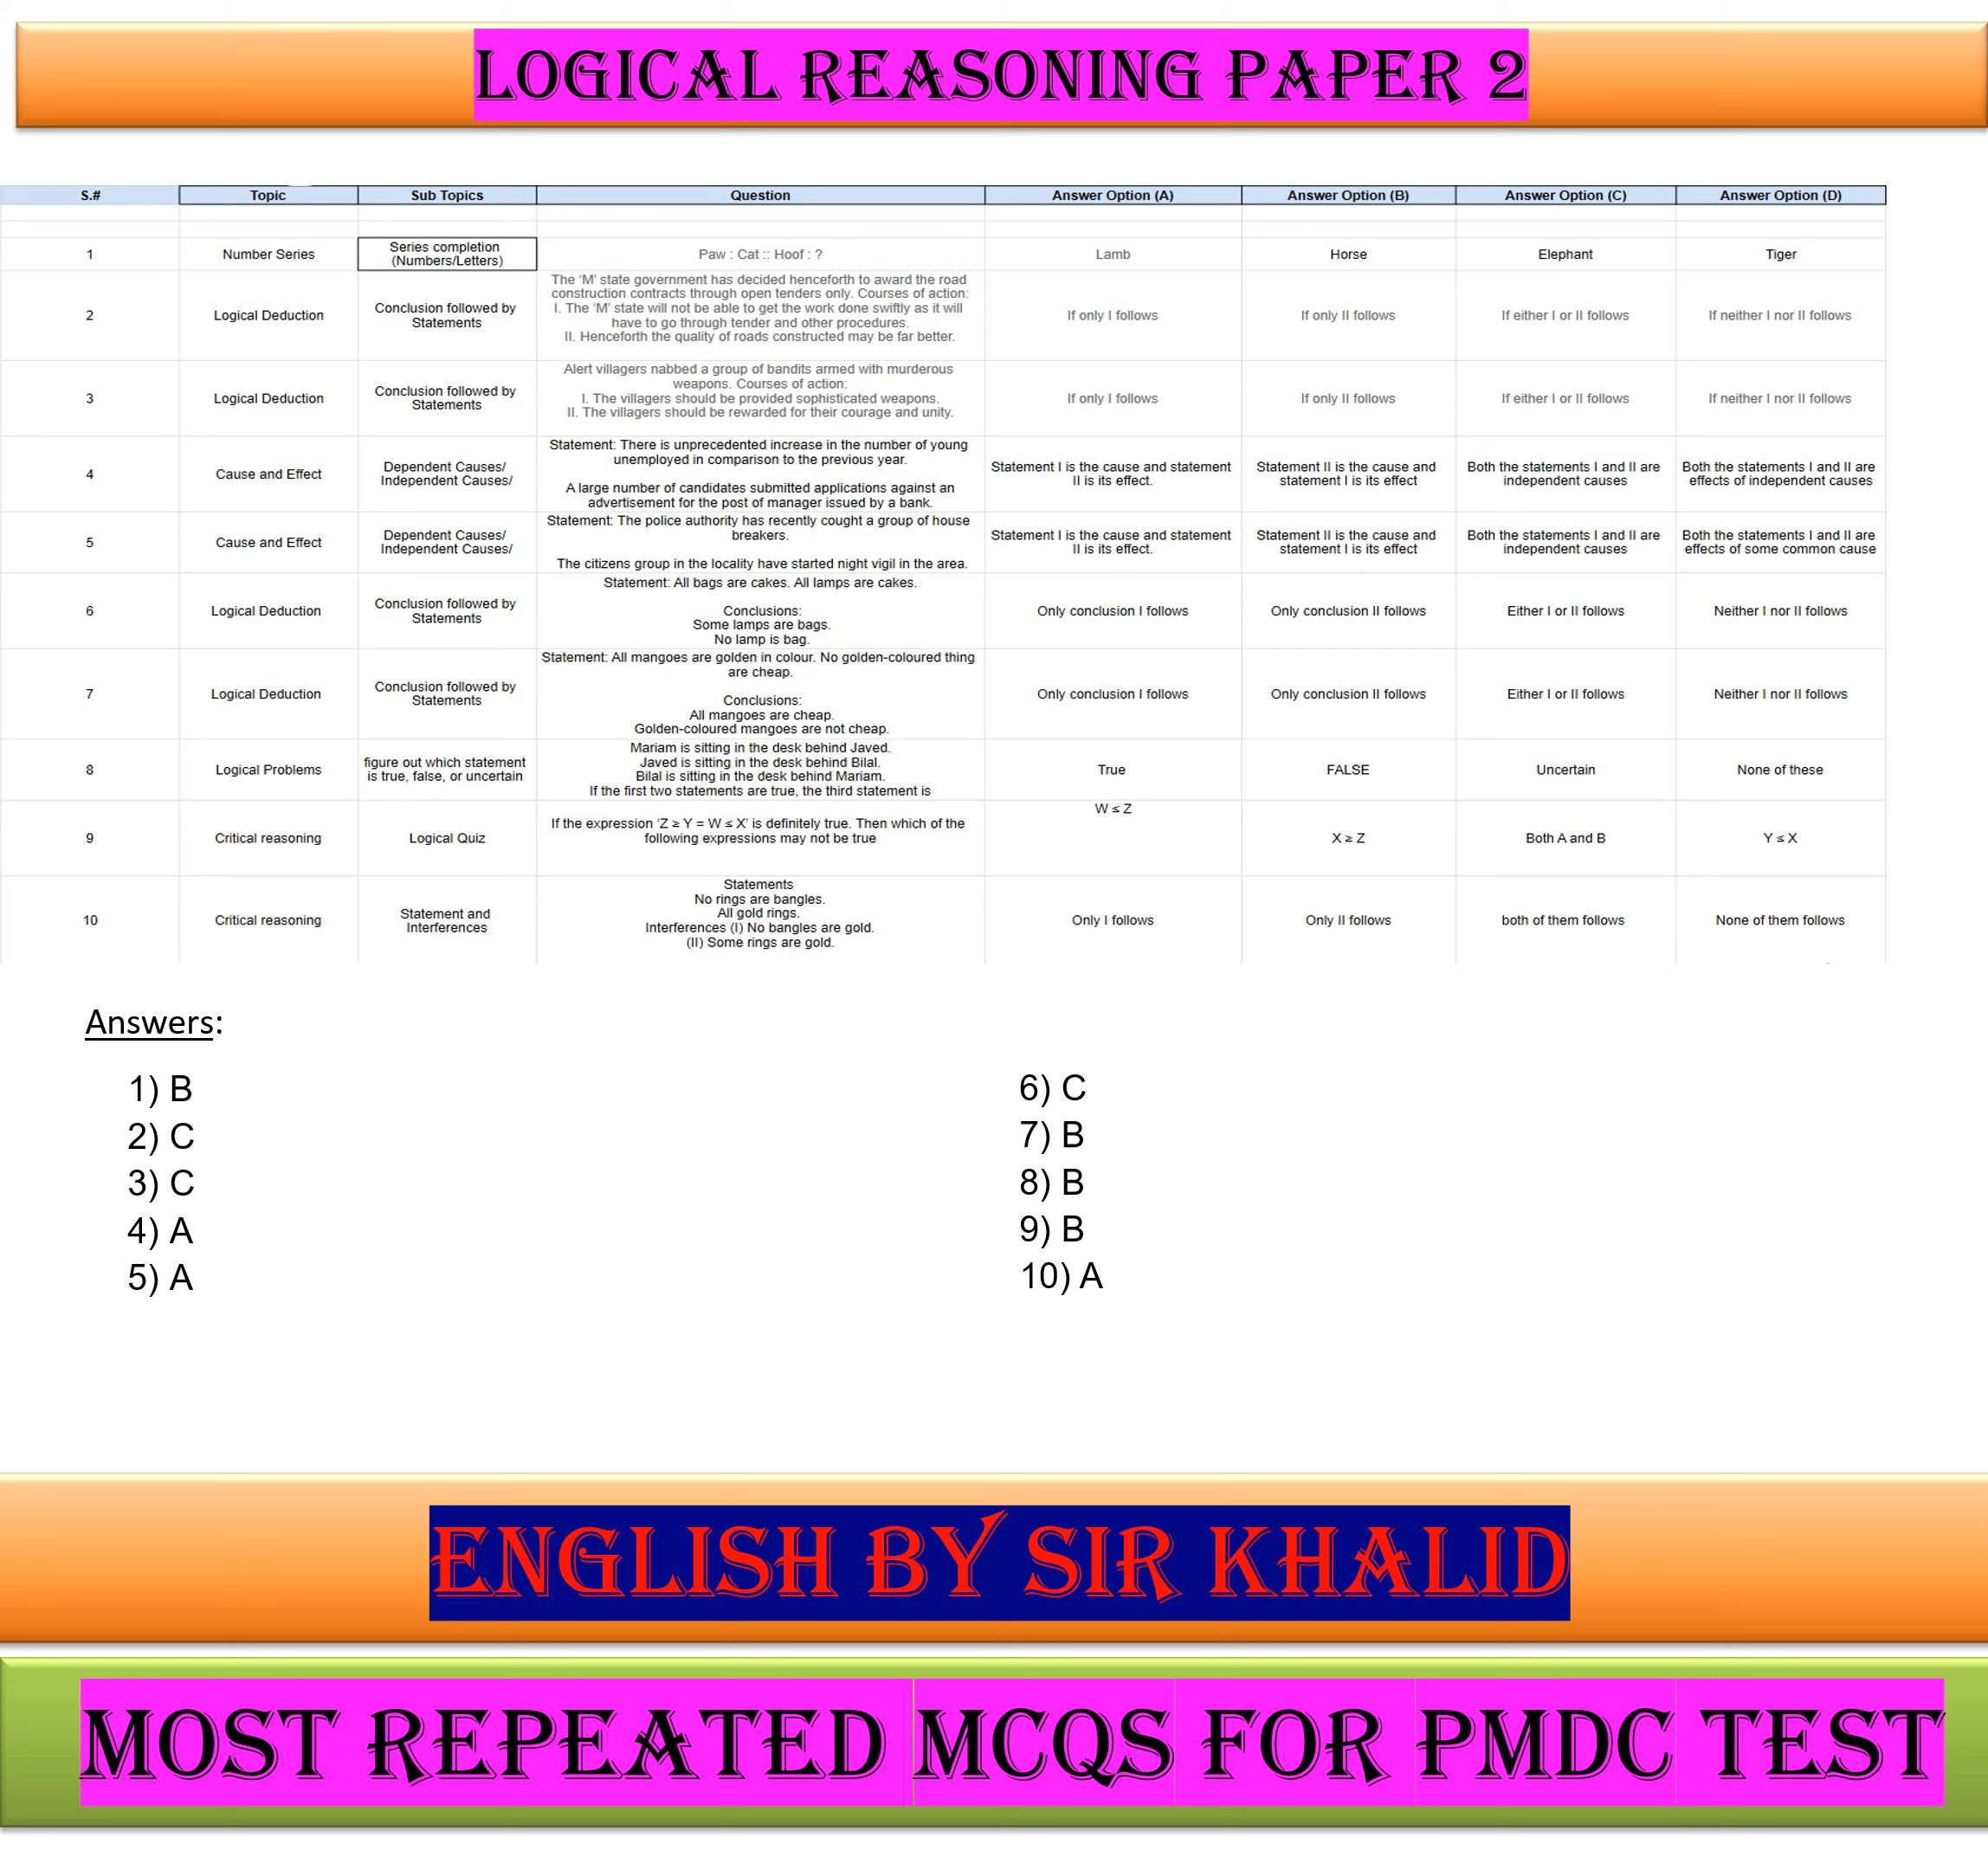 LOGICAL REASONING PAPER 2
S.# Topic Sub Topics Question Answer Option (A) Answer Option (B) Answer Option (C) Answer Option (D)
1 Number Series Series completion
(Numbers/Letters) Paw : Cat :: Hoof : ? Lamb Horse Elephant Tiger
2 Logical Deduction Conclusion followed by
Statements
The ‘M’ state government has decided henceforth to award the road
construction contracts through open tenders only. Courses of action:
I. The ‘M’ state will not be able to get the work done swiftly as it will
have to go through tender and other procedures.
II. Henceforth the quality of roads constructed may be far better.
If only I follows If only II follows If either I or II follows If neither I nor II follows
3 Logical Deduction Conclusion followed by
Statements
Alert villagers nabbed a group of bandits armed with murderous
weapons. Courses of action:
I. The villagers should be provided sophisticated weapons.
II. The villagers should be rewarded for their courage and unity.
If only I follows If only II follows If either I or II follows If neither I nor II follows
4 Cause and Effect Dependent Causes/
Independent Causes/
Statement: There is unprecedented increase in the number of young
unemployed in comparison to the previous year.
A large number of candidates submitted applications against an
advertisement for the post of manager issued by a bank.
Statement I is the cause and statement
II is its effect.
Statement II is the cause and
statement I is its effect
Both the statements I and II are
independent causes
Both the statements I and II are
effects of independent causes
5 Cause and Effect Dependent Causes/
Independent Causes/
Statement: The police authority has recently cought a group of house
breakers.
The citizens group in the locality have started night vigil in the area.
Statement I is the cause and statement
II is its effect.
Statement II is the cause and
statement I is its effect
Both the statements I and II are
independent causes
Both the statements I and II are
effects of some common cause
6 Logical Deduction Conclusion followed by
Statements
Statement: All bags are cakes. All lamps are cakes.
Conclusions:
Some lamps are bags.
No lamp is bag.
Only conclusion I follows Only conclusion II follows Either I or II follows Neither I nor II follows
7 Logical Deduction Conclusion followed by
Statements
Statement: All mangoes are golden in colour. No golden-coloured thing
are cheap.
Conclusions:
All mangoes are cheap.
Golden-coloured mangoes are not cheap.
Only conclusion I follows Only conclusion II follows Either I or II follows Neither I nor II follows
8 Logical Problems figure out which statement
is true, false, or uncertain
Mariam is sitting in the desk behind Javed.
Javed is sitting in the desk behind Bilal.
Bilal is sitting in the desk behind Mariam.
If the first two statements are true, the third statement is
True FALSE Uncertain None of these
9 Critical reasoning Logical Quiz
If the expression ‘Z ≥ Y = W ≤ X’ is definitely true. Then which of the
following expressions may not be true
W ≤ Z X ≥ Z Both A and B Y ≤ X
10 Critical reasoning Statement and
Interferences
Statements
No rings are bangles.
All gold rings.
Interferences (I) No bangles are gold.
(II) Some rings are gold.
Only I follows Only II follows both of them follows None of them follows
Answers:
1) B
2) C
3) C
4) A
5) A
6) C
7) B
8) B
9) B
10) A
ENGLISH BY SIR KHALID
MOST REPEATED MCQS FOR PMDC TEST